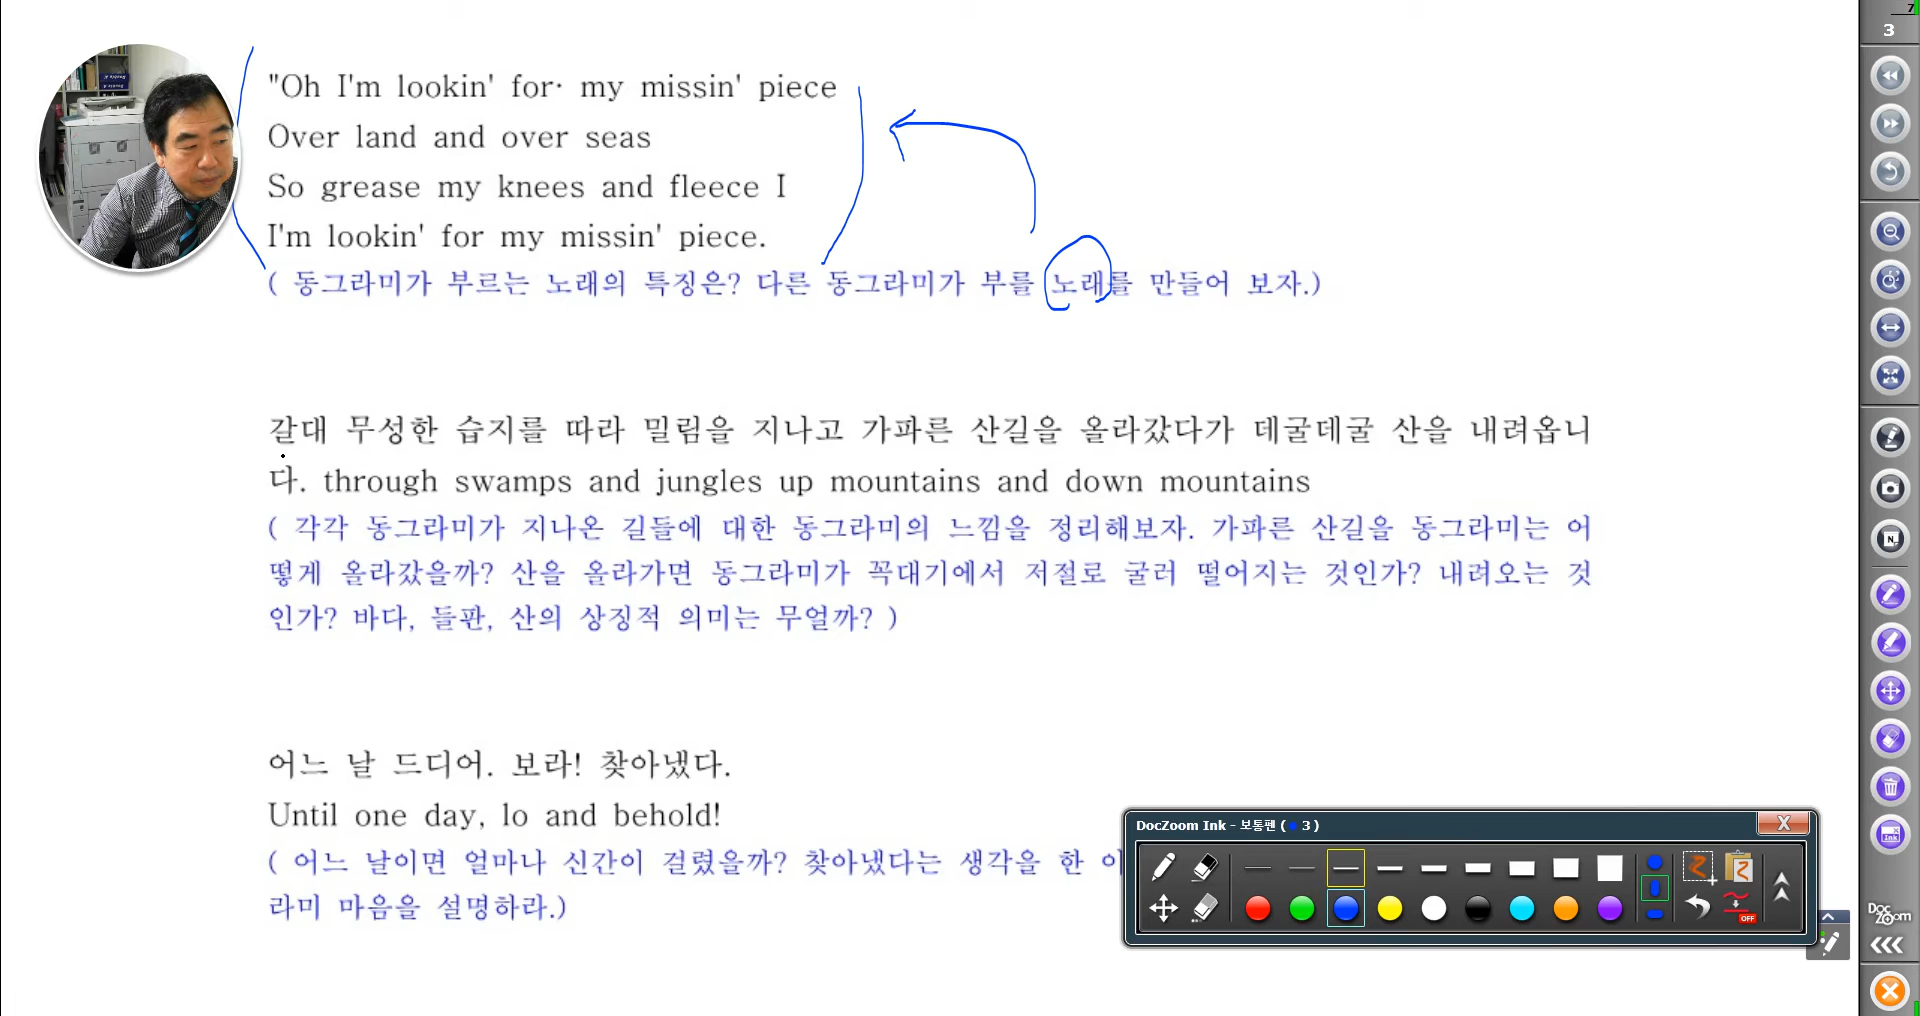 7
3
"Oh I'm lookin' for· my missin' piece
Over land and over seas
So grease my knees and fleece I
I'm lookin' for my missin' piece.
( 동그라미가 부르는 노래의 특징은? 다른 동그라미가 부를 노래를 만들어 보자.)
갈대 무성한 습지를 따라 밀림을 지나고 가파른 산길을 올라갔다가 데굴데굴 산을 내려옵니
다. through swamps and jungles up mountains and down mountains
( 각각 동그라미가 지나온 길들에 대한 동그라미의 느낌을 정리해보자. 가파른 산길을 동그라미는 어
떻게 올라갔을까? 산을 올라가면 동그라미가 꼭대기에서 저절로 굴러 떨어지는 것인가? 내려오는 것
인가? 바다, 들판, 산의 상징적 의미는 무얼까? )
어느 날 드디어. 보라! 찾아냈다.
Until one day, lo and behold!
( 어느 날이면 얼마나 신간이 걸렸을까? 찾아냈다는 생각을 한 이
라미 마음을 설명하라.)
DocZoom Ink - 보통펜 ( 3 )
OFF
N
Ink
Doc
Zoom